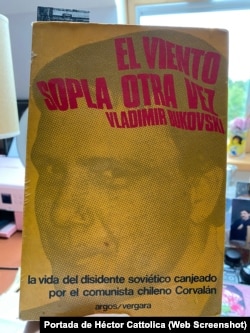 EL VIENTO
SOPLA OTRA VEZ
VLADIMIR BUKOVSKI
la vida del disidente soviético canjeado
por el comunista chileno Corvalán
argos/vergara
Portada de Héctor Cattolica (Web Screenshot)